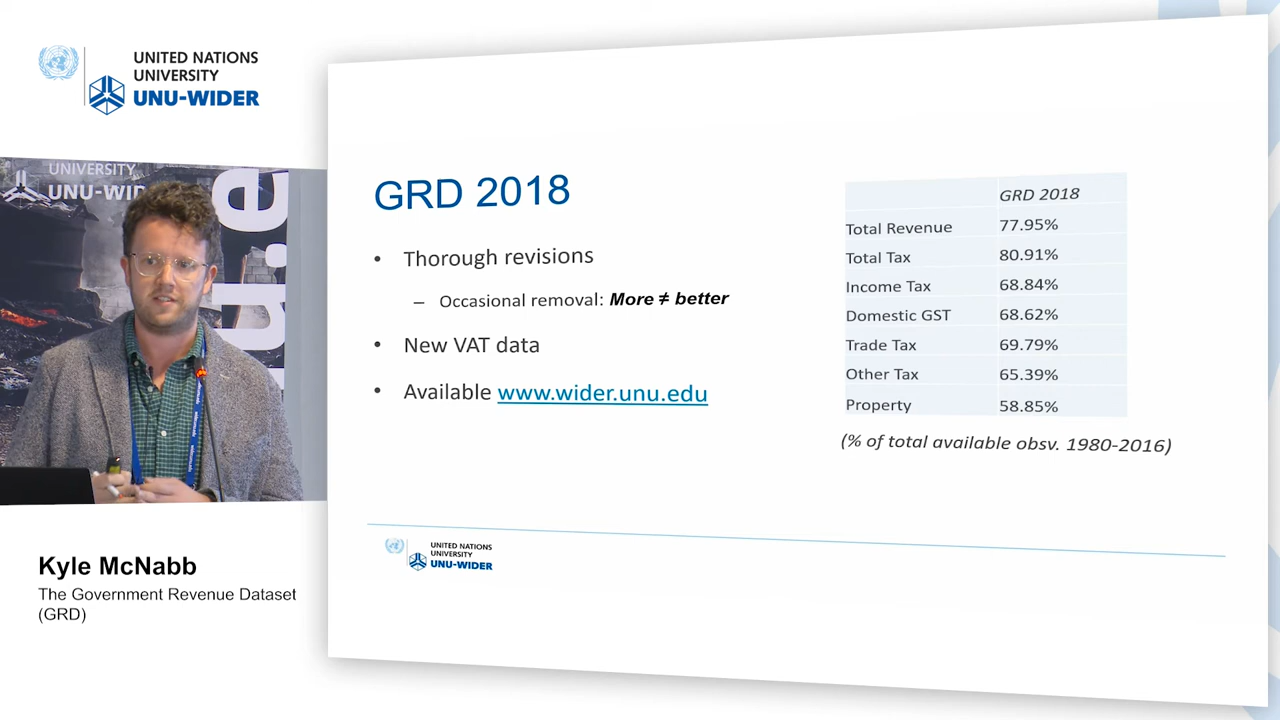 UNITED NATIONS
UNIVERSITY
UNU-WIDER
UNIVERSITY
UNU-WI
u.e
Kyle McNabb
The Government Revenue Dataset
(GRD)
GRD 2018
• Thorough revisions
– Occasional removal: More ≠ better
• New VAT data
• Available www.wider.unu.edu
GRD 2018
Total Revenue 77.95%
Total Tax 80.91%
Income Tax 68.84%
Domestic GST 68.62%
Trade Tax 69.79%
Other Tax 65.39%
Property 58.85%
(% of total available obsv. 1980-2016)
UNITED NATIONS
UNIVERSITY
UNU-WIDER